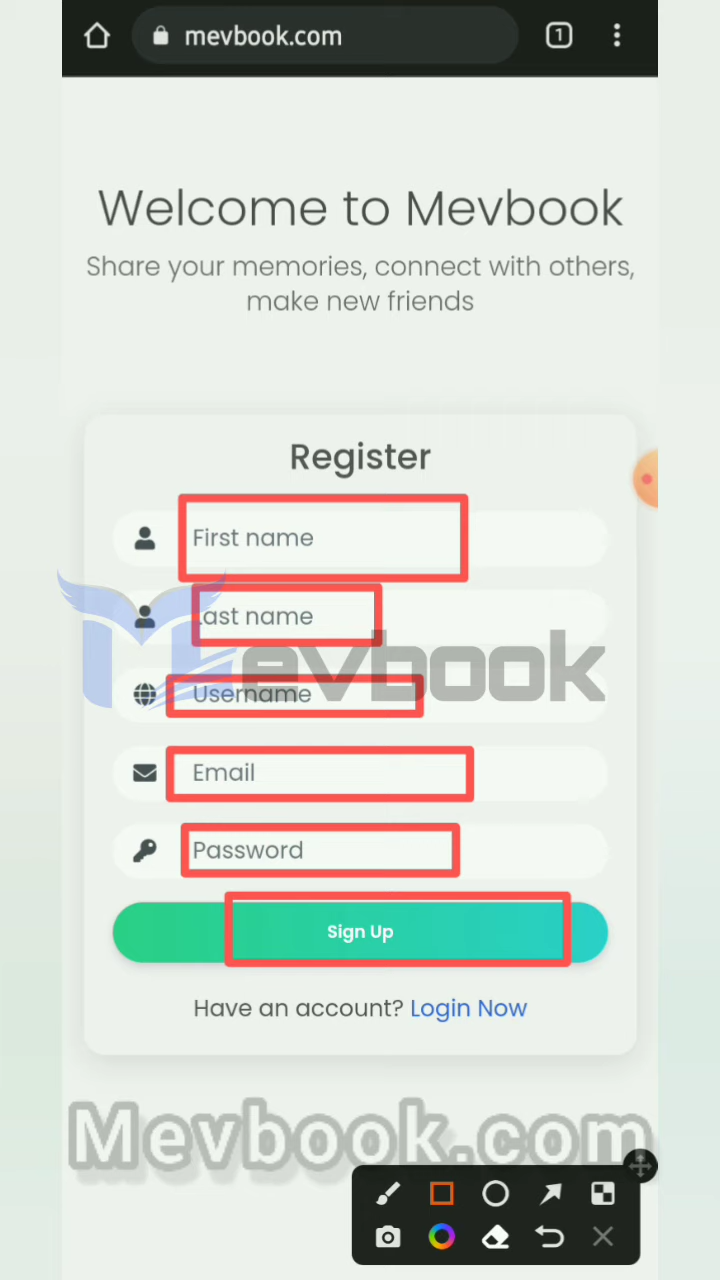 mevbook.com
1
Welcome to Mevbook
Share your memories, connect with others,
make new friends
Register
First name
Last name
Mevbook
Username
Email
Password
Sign Up
Have an account? Login Now
Mevbook.com